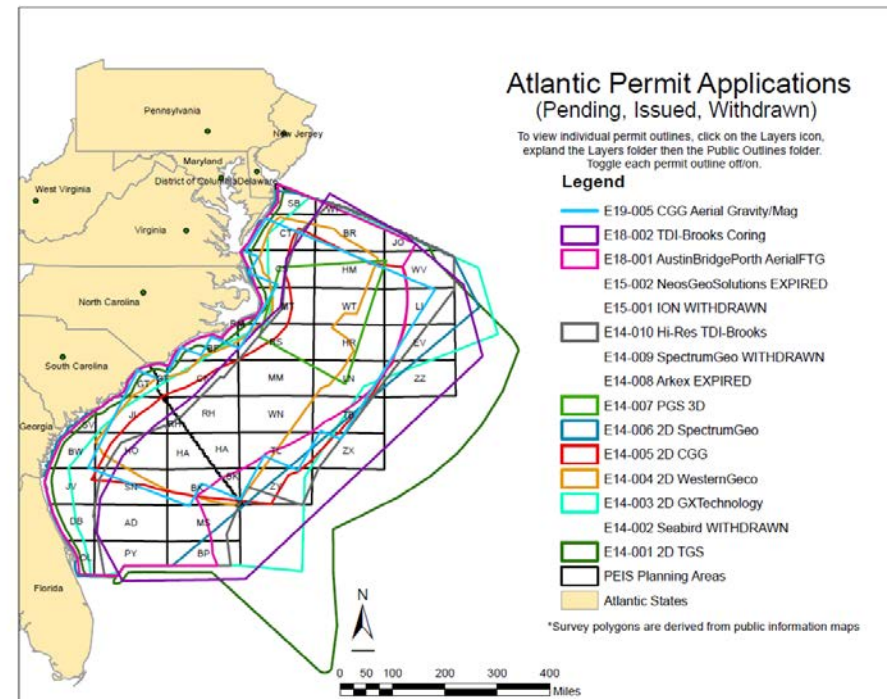 Atlantic Permit Applications
(Pending, Issued, Withdrawn)
To view individual permit outlines, click on the Layers icon,
expland the Layers folder then the Public Outlines folder.
Toggle each permit outline off/on.
Legend
E19-005 CGG Aerial Gravity/Mag
E18-002 TDI-Brooks Coring
E18-001 AustinBridgePorth AerialFTG
E15-002 NeosGeoSolutions EXPIRED
E15-001 ION WITHDRAWN
E14-010 Hi-Res TDI-Brooks
E14-009 SpectrumGeo WITHDRAWN
E14-008 Arkex EXPIRED
E14-007 PGS 3D
E14-006 2D SpectrumGeo
E14-005 2D CGG
E14-004 2D WesternGeco
E14-003 2D GXTechnology
E14-002 Seabird WITHDRAWN
E14-001 2D TGS
PEIS Planning Areas
Atlantic States
*Survey polygons are derived from public information maps
Pennsylvania
New Jersey
Maryland
District of Columbia
Delaware
West Virginia
Virginia
North Carolina
South Carolina
Georgia
Florida
SB
CT
BR
JO
HM
WV
WT
LI
HR
EV
MM
ZZ
GT
JI
RH
WN
TB
RH
BW
HO
HA
HA
TL
ZX
BK
JV
SN
BK
ZY
DB
AD
MS
PY
BP
N
0 50 100 200 300 400
Miles